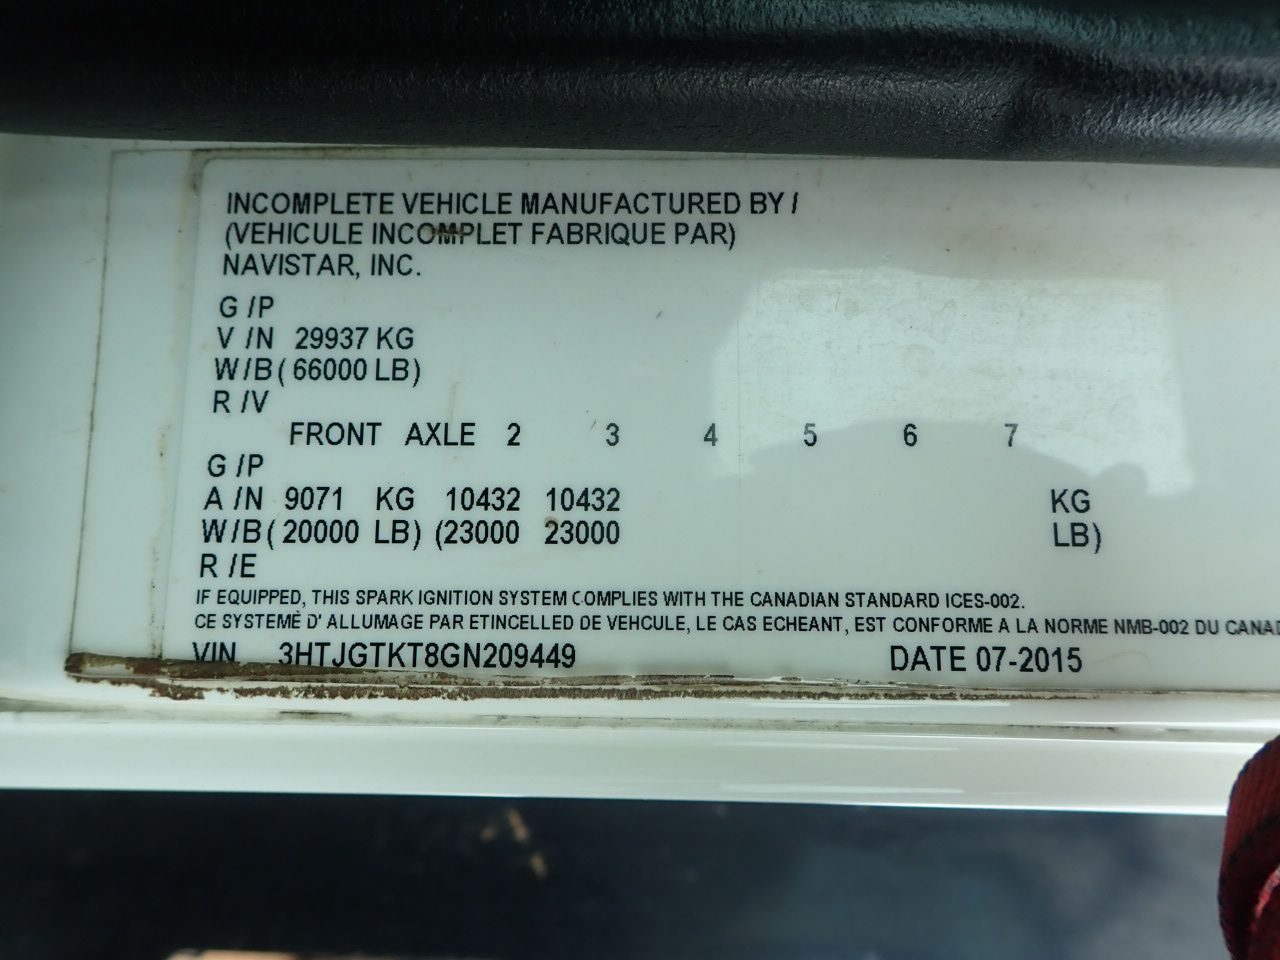 INCOMPLETE VEHICLE MANUFACTURED BY /
(VEHICULE INCOMPLET FABRIQUE PAR)
NAVISTAR, INC.
G /P
V /N 29937 KG
W/B ( 66000 LB)
R /V
FRONT AXLE 2 3 4 5 6 7
G /P
A /N 9071 KG 10432 10432 KG
W/B ( 20000 LB) (23000 23000 LB)
R /E
IF EQUIPPED, THIS SPARK IGNITION SYSTEM COMPLIES WITH THE CANADIAN STANDARD ICES-002.
CE SYSTEMÈ D' ALLUMAGE PAR ETINCELLED DE VEHCULE, LE CAS ECHEANT, EST CONFORME A LA NORME NMB-002 DU CANAD
VIN 3HTJGTKT8GN209449 DATE 07-2015